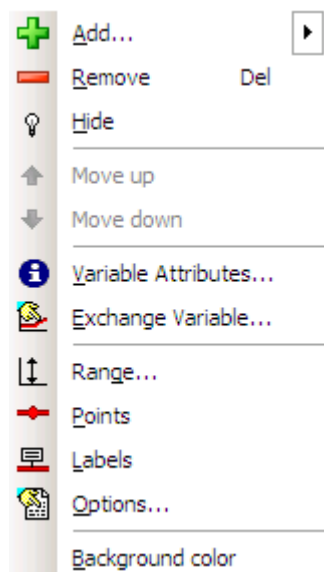 Add...
Remove Del
Hide
Move up
Move down
Variable Attributes...
Exchange Variable...
Range...
Points
Labels
Options...
Background color